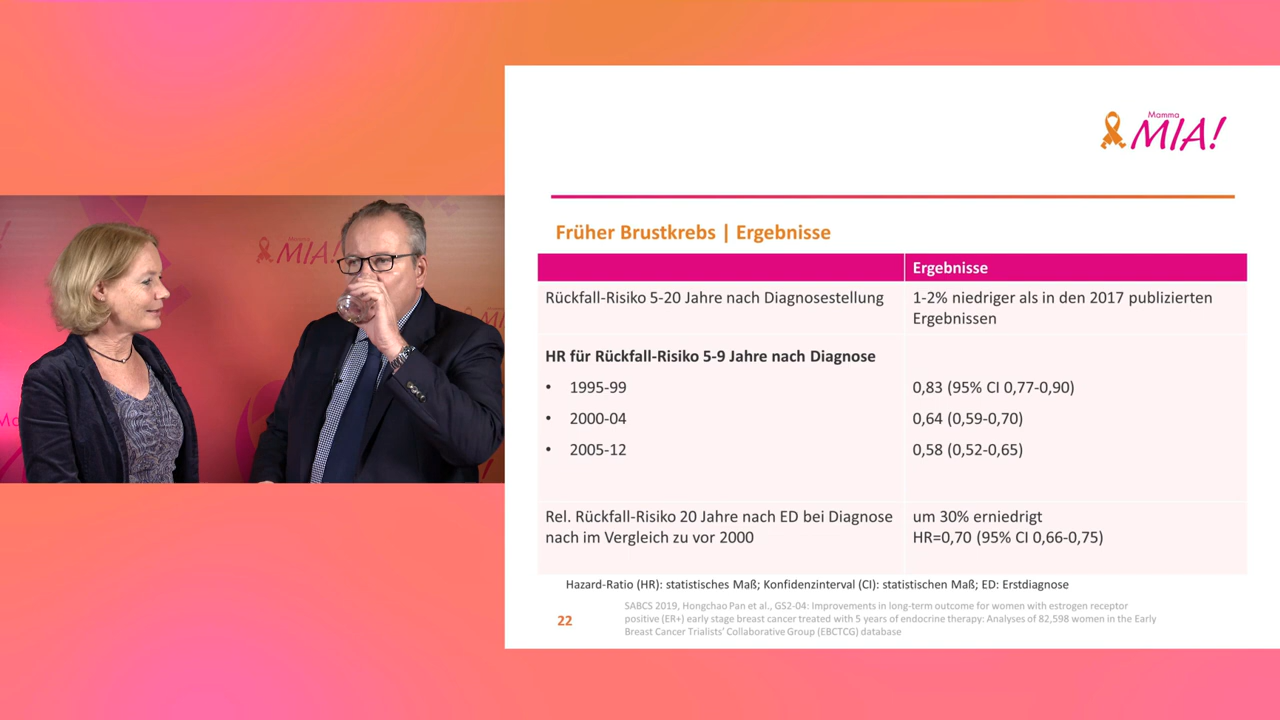 Mamma
MIA!
MIA!
Früher Brustkrebs | Ergebnisse
Ergebnisse
Rückfall-Risiko 5-20 Jahre nach Diagnosestellung
1-2% niedriger als in den 2017 publizierten
Ergebnissen
HR für Rückfall-Risiko 5-9 Jahre nach Diagnose
• 1995-99
0,83 (95% CI 0,77-0,90)
• 2000-04
0,64 (0,59-0,70)
• 2005-12
0,58 (0,52-0,65)
Rel. Rückfall-Risiko 20 Jahre nach ED bei Diagnose
nach im Vergleich zu vor 2000
um 30% erniedrigt
HR=0,70 (95% CI 0,66-0,75)
Hazard-Ratio (HR): statistisches Maß; Konfidenzinterval (CI): statistischen Maß; ED: Erstdiagnose
22
SABCS 2019, Hongchao Pan et al., GS2-04: Improvements in long-term outcome for women with estrogen receptor
positive (ER+) early stage breast cancer treated with 5 years of endocrine therapy: Analyses of 82,598 women in the Early
Breast Cancer Trialists' Collaborative Group (EBCTCG) database